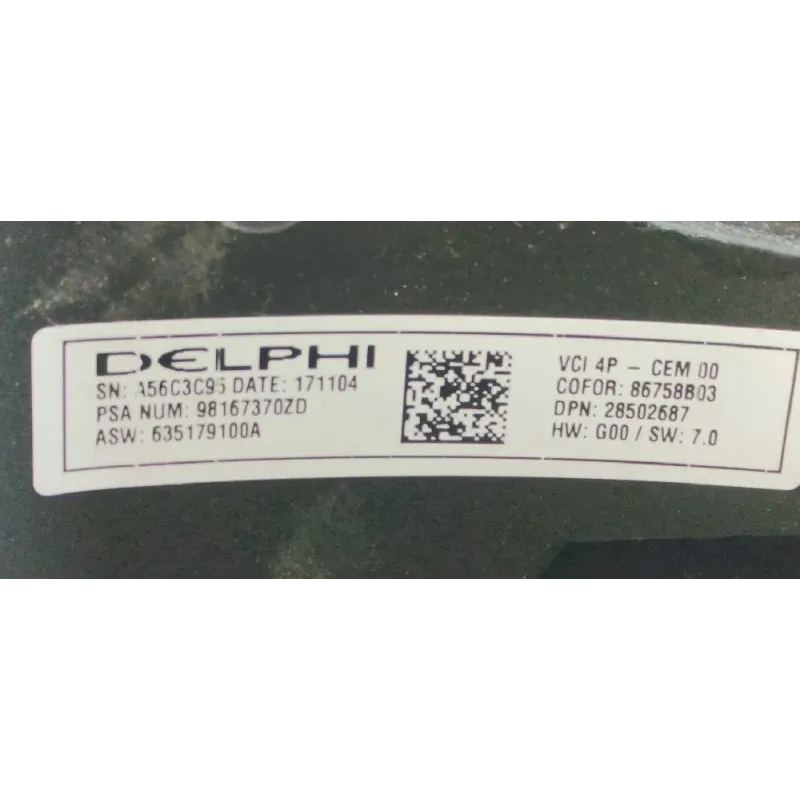 DELPHI
SN: A56C3C95 DATE: 171104
PSA NUM: 98167370ZD
ASW: 635179100A
VCI 4P - CEM 00
COFOR: 86758B03
DPN: 28502687
HW: G00 / SW: 7.0